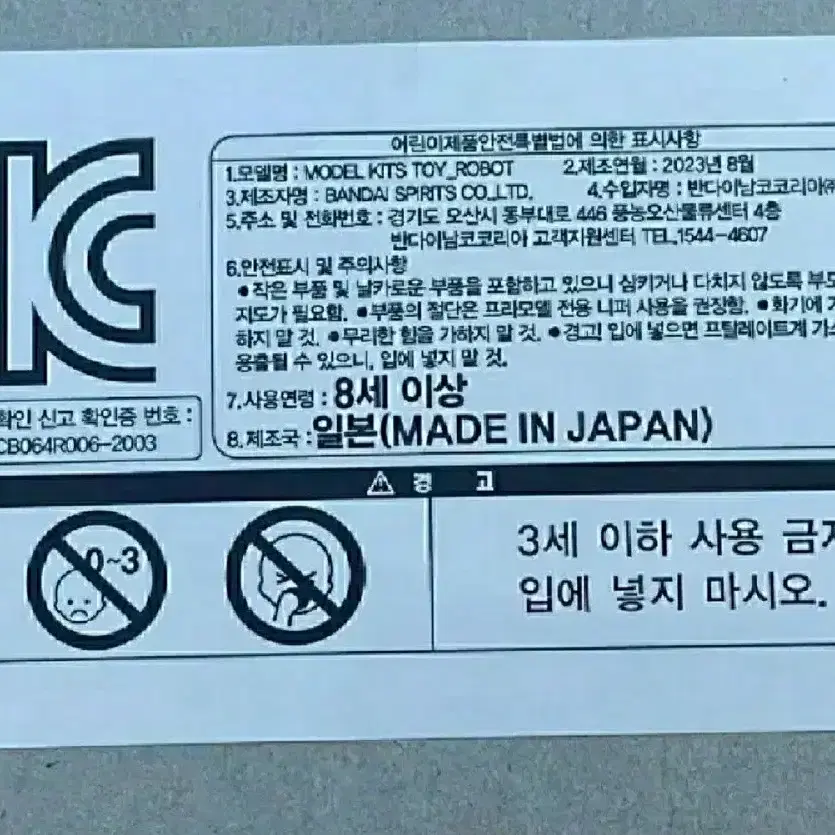 KC
어린이제품안전특별법에 의한 표시사항
1.모델명 : MODEL KITS TOY_ROBOT 2.제조연월 : 2023년 8월
3.제조자명 : BANDAI SPIRITS CO.,LTD. 4.수입자명 : 반다이남코코리아㈜
5.주소 및 전화번호 : 경기도 오산시 동부대로 446 풍농오산물류센터 4층
반다이남코코리아 고객지원센터 TEL.1544-4607
6.안전표시 및 주의사항
●작은 부품 및 날카로운 부품을 포함하고 있으니 삼키거나 다치지 않도록
지도가 필요함. ●부품의 절단은 프라모델 전용 니퍼 사용을 권장함. ●화기에
하지 말 것. ●무리한 힘을 가하지 말 것. ●경고! 입에 넣으면 프탈레이트계
용출될 수 있으니, 입에 넣지 말 것.
7.사용연령 : 8세 이상
8.제조국 : 일본(MADE IN JAPAN)
확인 신고 확인증 번호 :
CB064R006-2003
⚠ 경 고
0~3
3세 이하 사용
입에 넣지 마시오.